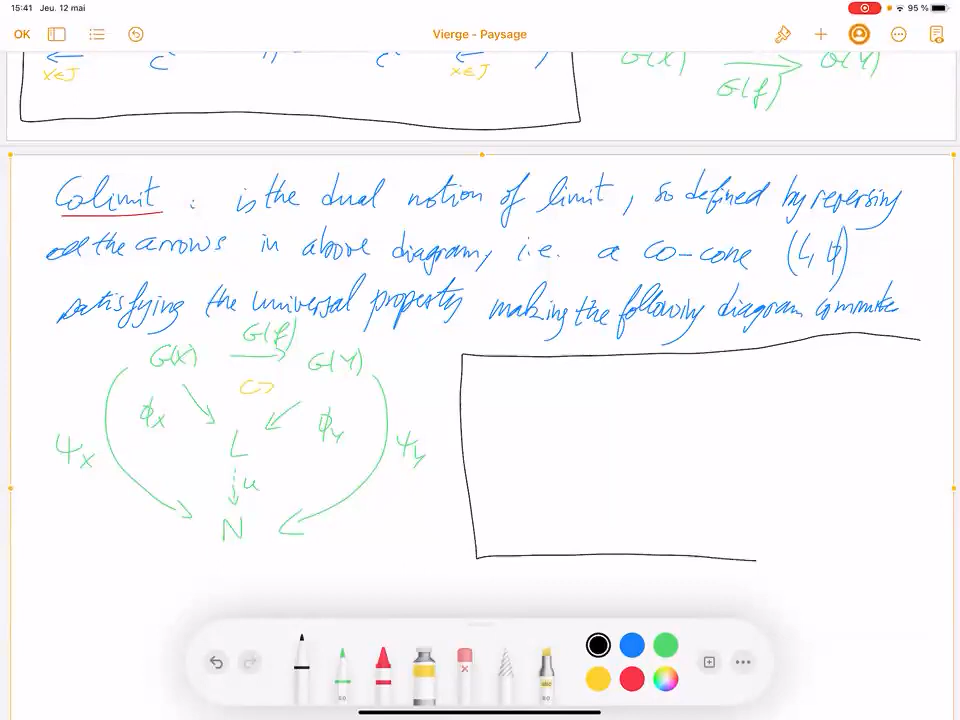 15:41 Jeu. 12 mai 95 %
OK Vierge - Paysage
x∈J C C x∈J G(X) G(Y)
G(f)
Colimit : is the dual notion of limit, so defined by reversing
all the arrows in above diagram, i.e. a co-cone (L, ϕ)
satisfying the universal property making the following diagram commute
G(f)
G(X) G(Y)
ϕx ϕy
L
ψx ψy
u
N